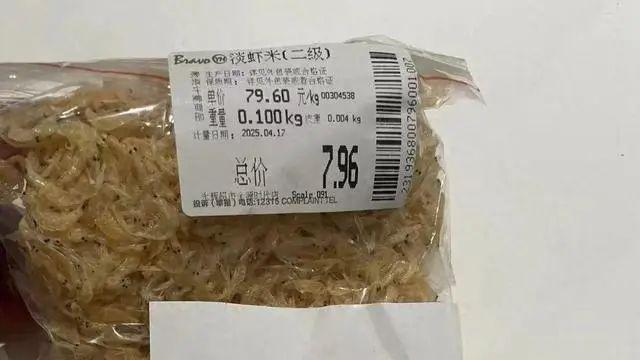 Bravo YH 淡虾米(二级)
生产日期: 详见外包装或合格证
保质期: 详见外包装或合格证
单价 79.60 元/kg 00304538
重量 0.100kg 皮重 0.004 kg
计量日期: 2025.04.17
总价 7.96
Scale 091
投诉(举报)电话:12315 COMPLAINT.TEL
2319368000796001007